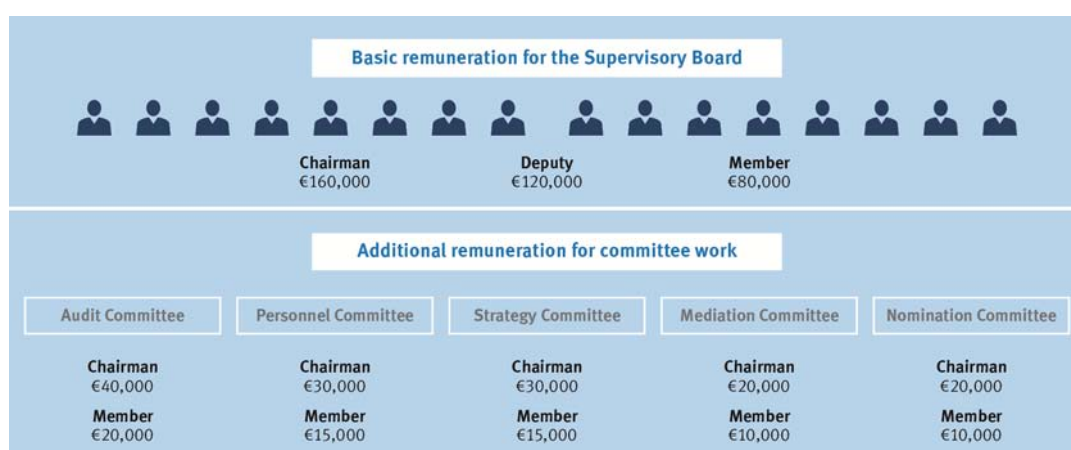 Basic remuneration for the Supervisory Board
Chairman
€160,000
Deputy
€120,000
Member
€80,000
Additional remuneration for committee work
Audit Committee
Personnel Committee
Strategy Committee
Mediation Committee
Nomination Committee
Chairman
€40,000
Chairman
€30,000
Chairman
€30,000
Chairman
€20,000
Chairman
€20,000
Member
€20,000
Member
€15,000
Member
€15,000
Member
€10,000
Member
€10,000